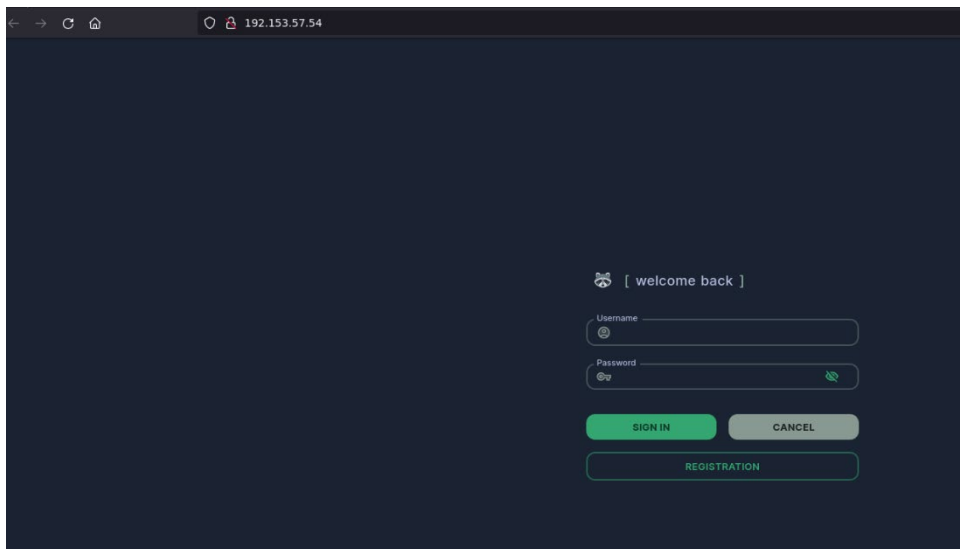 192.153.57.54
[ welcome back ]
Username
Password
SIGN IN
CANCEL
REGISTRATION